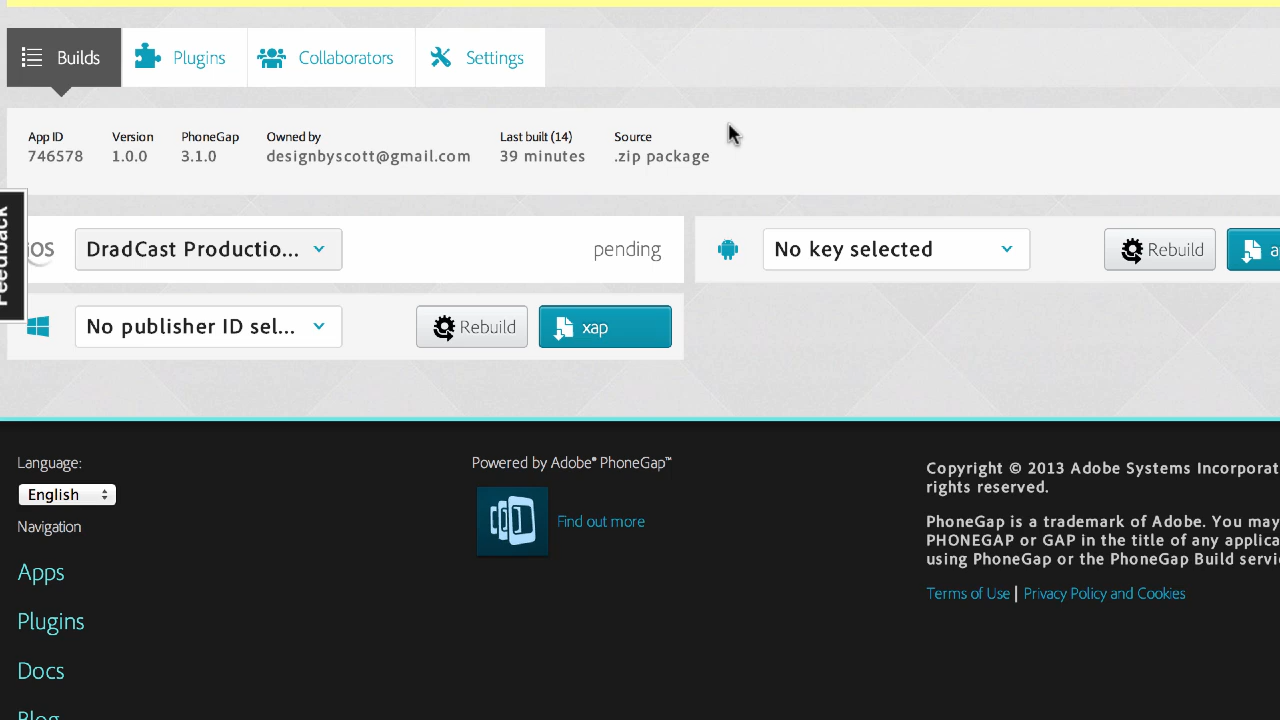 Builds
Plugins
Collaborators
Settings
App ID
Version
PhoneGap
Owned by
Last built (14)
Source
746578
1.0.0
3.1.0
designbyscott@gmail.com
39 minutes
.zip package
Feedback
iOS
DradCast Productio...
pending
No key selected
Rebuild
No publisher ID sel...
Rebuild
xap
Language:
English
Navigation
Apps
Plugins
Docs
Blog
Powered by Adobe® PhoneGap™
Find out more
Copyright © 2013 Adobe Systems Incorporat
rights reserved.
PhoneGap is a trademark of Adobe. You may
PHONEGAP or GAP in the title of any applica
using PhoneGap or the PhoneGap Build servi
Terms of Use | Privacy Policy and Cookies